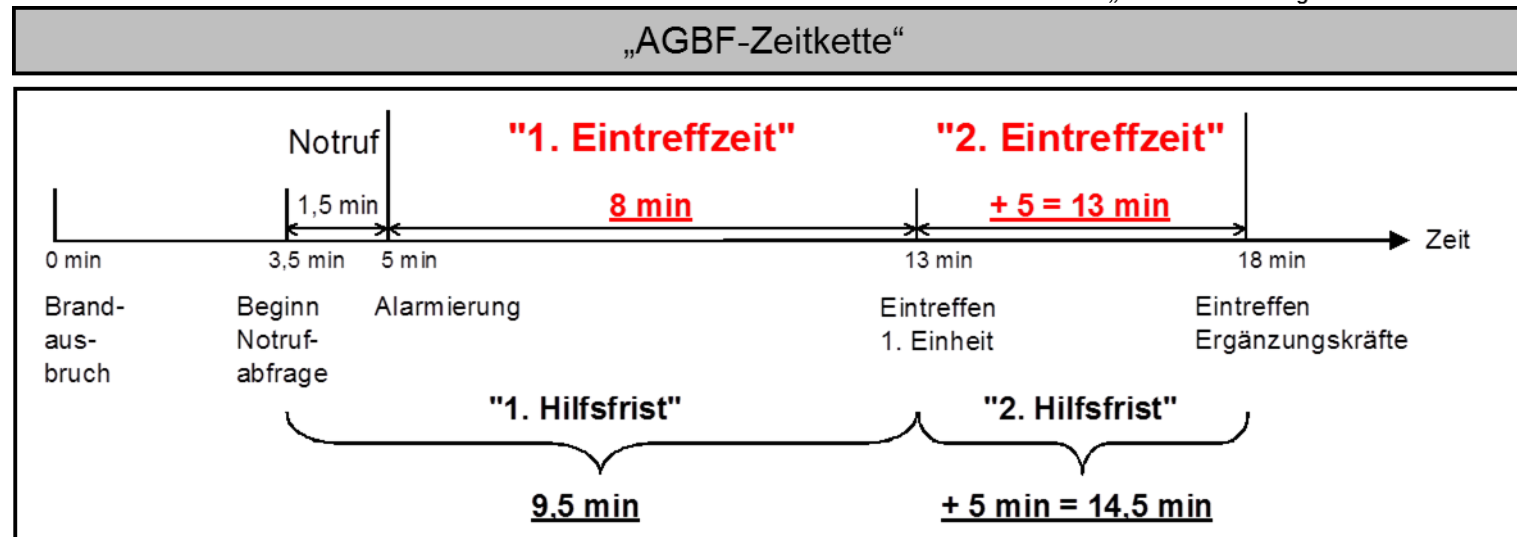 „AGBF-Zeitkette“
Notruf
"1. Eintreffzeit"
"2. Eintreffzeit"
1,5 min
8 min
+ 5 = 13 min
Zeit
0 min
3,5 min
5 min
13 min
18 min
Brand-
aus-
bruch
Beginn
Notruf-
abfrage
Alarmierung
Eintreffen
1. Einheit
Eintreffen
Ergänzungskräfte
"1. Hilfsfrist"
"2. Hilfsfrist"
9,5 min
+ 5 min = 14,5 min